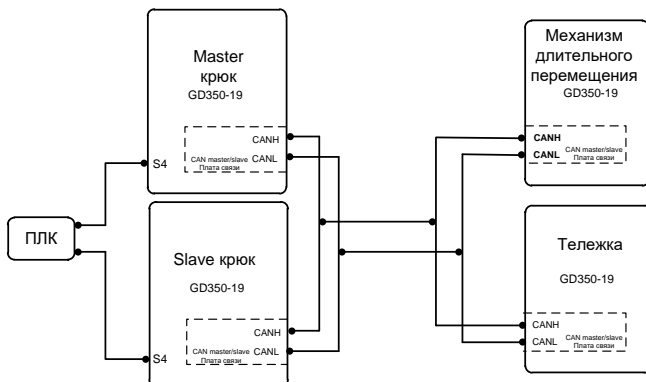 Master
крюк
GD350-19
CANH
CAN master/slave
Плата связи
CANL
S4
ПЛК
Slave крюк
GD350-19
CANH
CAN master/slave
Плата связи
CANL
S4
Механизм
длительного
перемещения
GD350-19
CANH
CANL
CAN master/slave
Плата связи
Тележка
GD350-19
CANH
CANL
CAN master/slave
Плата связи